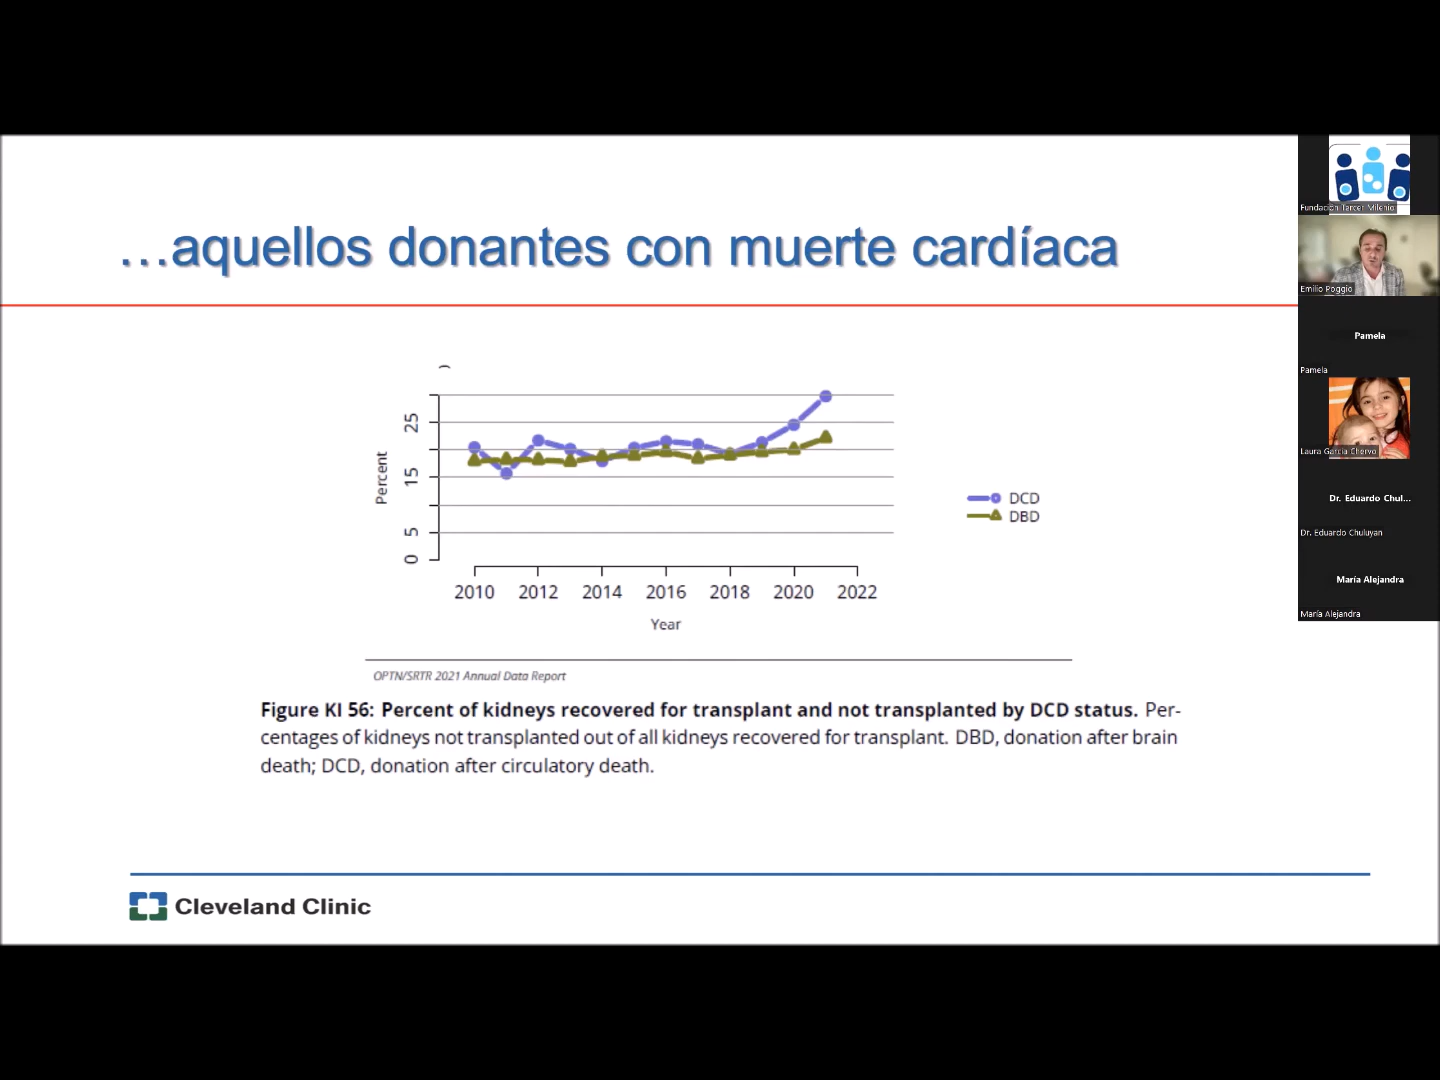 …aquellos donantes con muerte cardíaca
Percent
25
15
5
0
2010 2012 2014 2016 2018 2020 2022
Year
DCD
DBD
OPTN/SRTR 2021 Annual Data Report
Figure KI 56: Percent of kidneys recovered for transplant and not transplanted by DCD status. Per-
centages of kidneys not transplanted out of all kidneys recovered for transplant. DBD, donation after brain
death; DCD, donation after circulatory death.
Cleveland Clinic
Fundación Tercer Milenio
Emilio Poggio
Pamela
Pamela
Laura Garcia Chervo
Dr. Eduardo Chul...
Dr. Eduardo Chuluyan
María Alejandra
María Alejandra